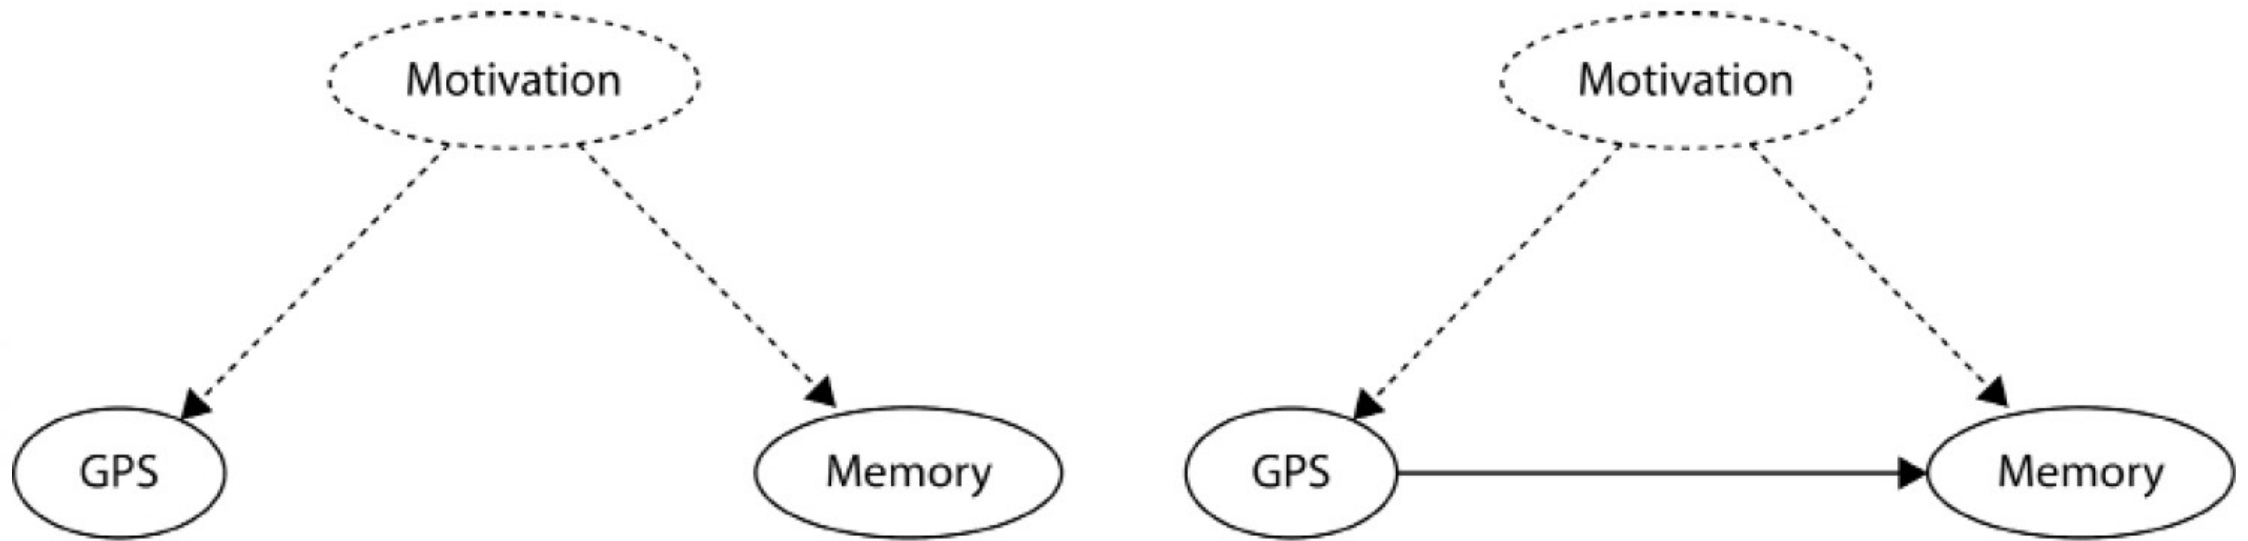 Motivation
GPS
Memory
Motivation
GPS
Memory